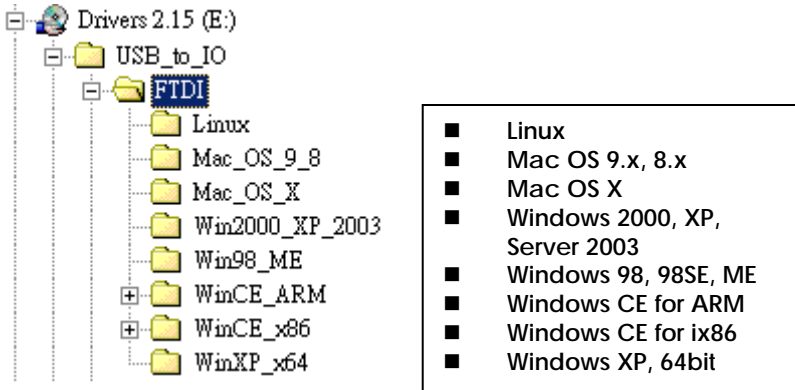 Drivers 2.15 (E:)
USB_to_IO
FTDI
Linux
Mac_OS_9_8
Mac_OS_X
Win2000_XP_2003
Win98_ME
WinCE_ARM
WinCE_x86
WinXP_x64
■ Linux
■ Mac OS 9.x, 8.x
■ Mac OS X
■ Windows 2000, XP,
Server 2003
■ Windows 98, 98SE, ME
■ Windows CE for ARM
■ Windows CE for ix86
■ Windows XP, 64bit